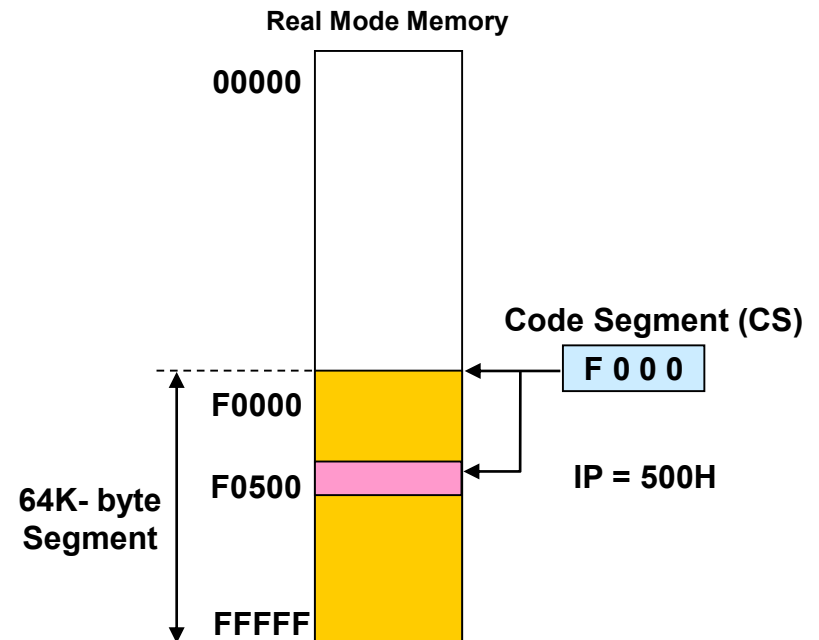 Real Mode Memory
00000
Code Segment (CS)
F 0 0 0
F0000
IP = 500H
F0500
64K- byte
Segment
FFFFF